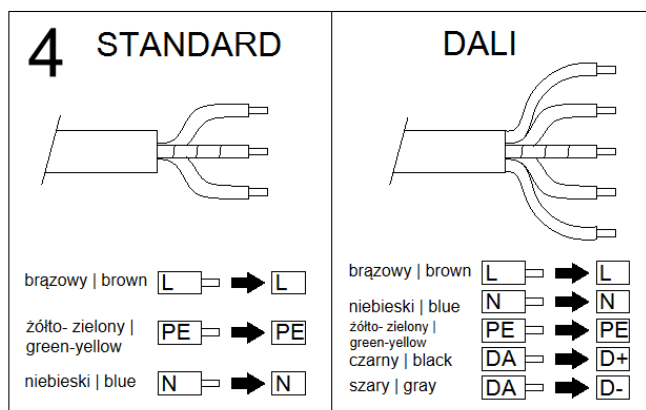 4 STANDARD
brązowy | brown L L
żółto- zielony |
green-yellow PE PE
niebieski | blue N N
DALI
brązowy | brown L L
niebieski | blue N N
żółto- zielony |
green-yellow PE PE
czarny | black DA D+
szary | gray DA D-